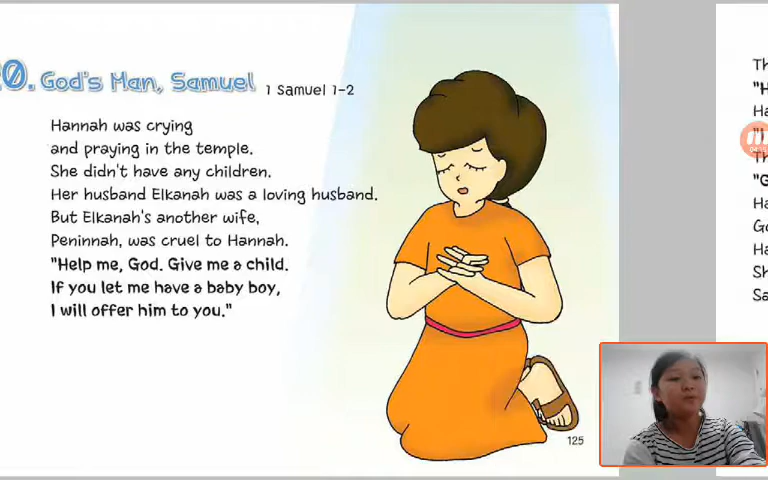 0. God's Man, Samuel 1 Samuel 1-2
Hannah was crying
and praying in the temple.
She didn't have any children.
Her husband Elkanah was a loving husband.
But Elkanah's another wife,
Peninnah, was cruel to Hannah.
"Help me, God. Give me a child.
If you let me have a baby boy,
I will offer him to you."
125